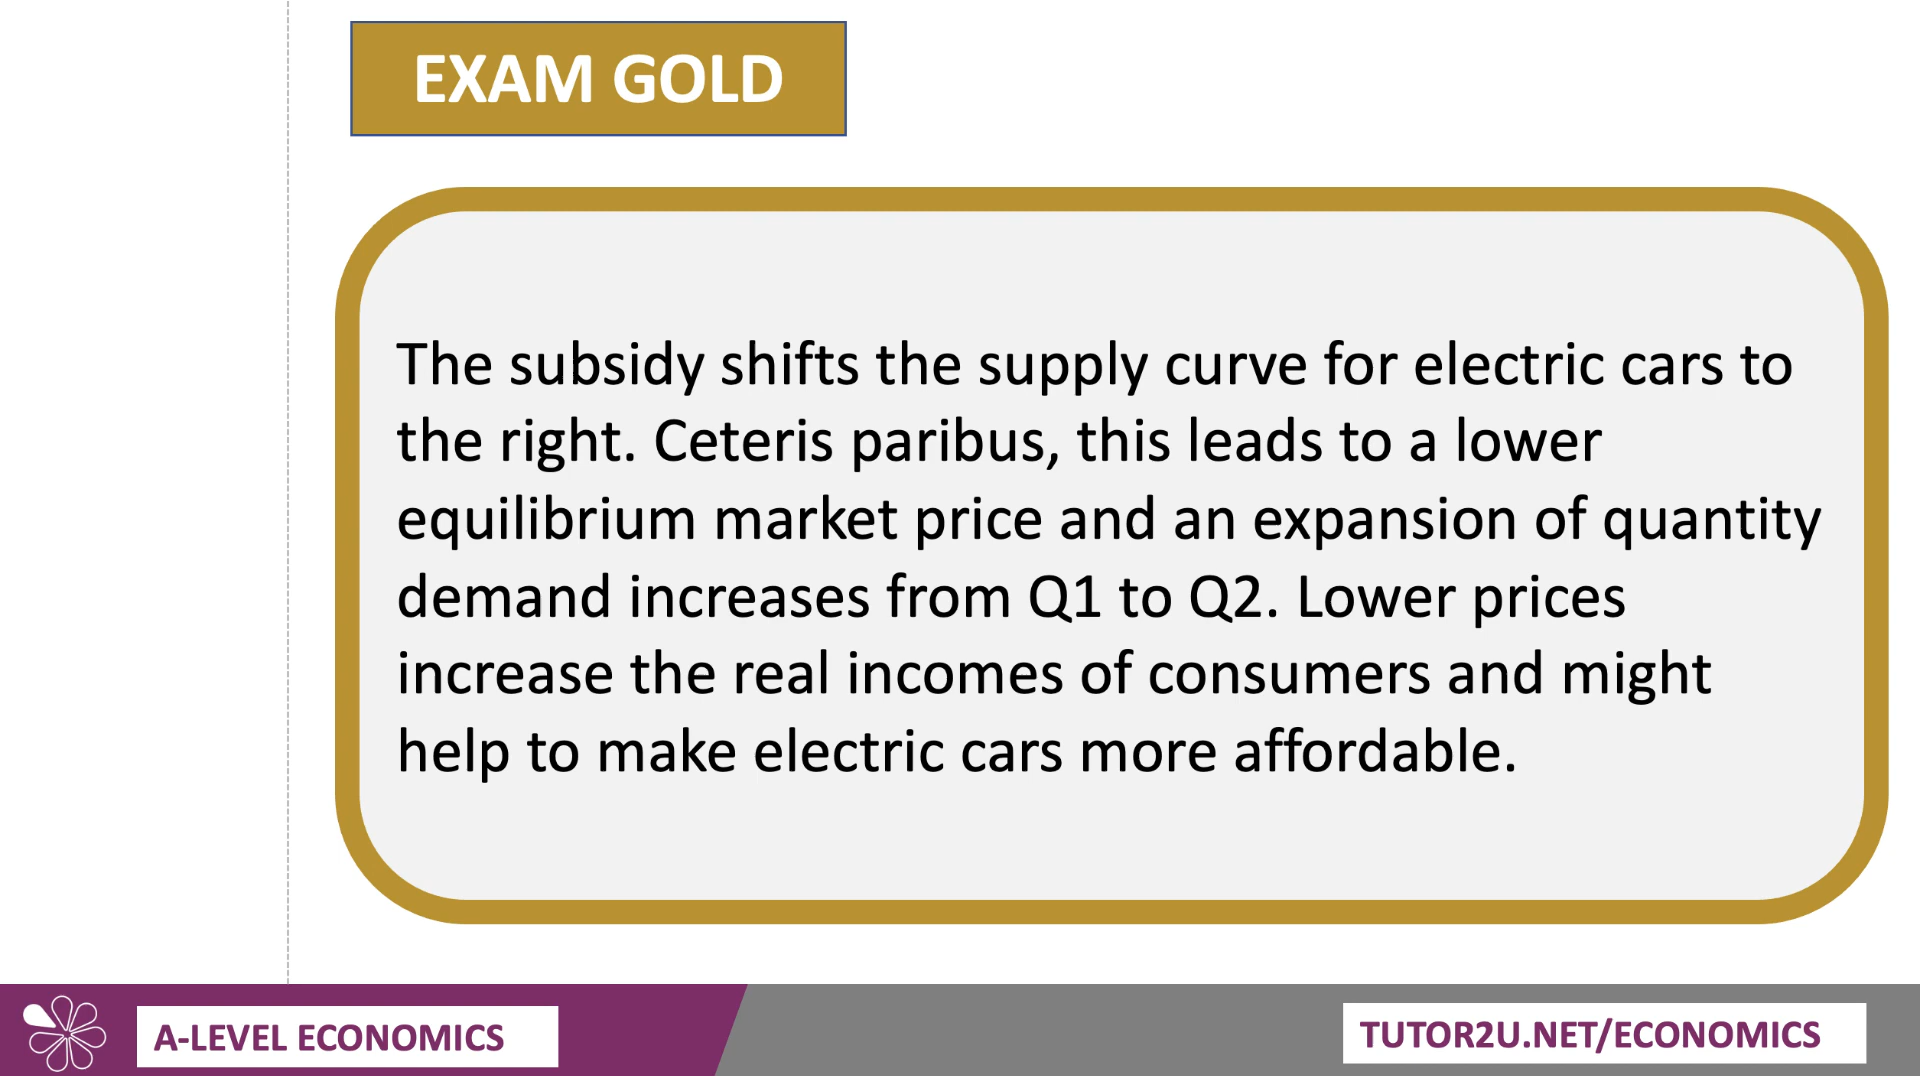 EXAM GOLD
The subsidy shifts the supply curve for electric cars to
the right. Ceteris paribus, this leads to a lower
equilibrium market price and an expansion of quantity
demand increases from Q1 to Q2. Lower prices
increase the real incomes of consumers and might
help to make electric cars more affordable.
A-LEVEL ECONOMICS
TUTOR2U.NET/ECONOMICS